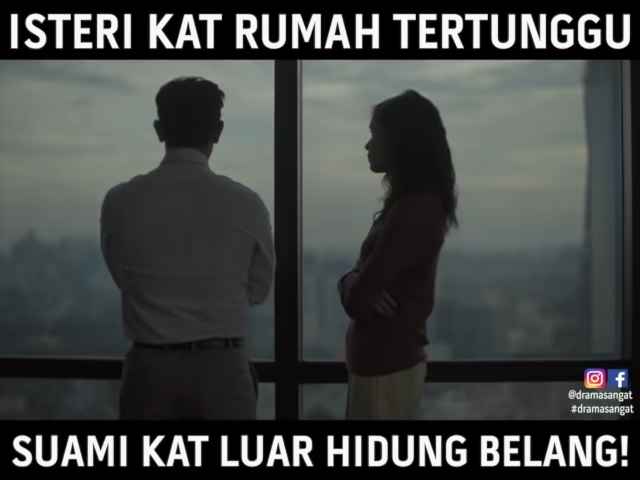 ISTERI KAT RUMAH TERTUNGGU
@dramasangat
#dramasangat
SUAMI KAT LUAR HIDUNG BELANG!